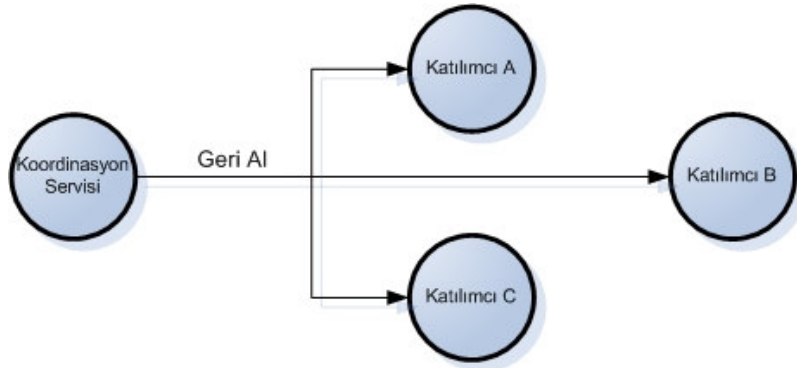 Katılımcı A
Koordinasyon
Servisi
Geri Al
Katılımcı B
Katılımcı C